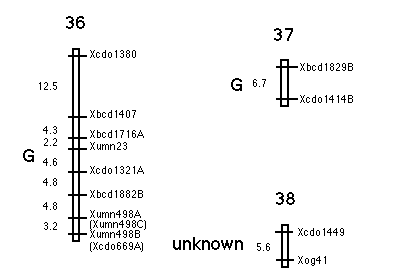 36
Xcdo1380
12.5
Xbcd1407
4.3
Xbcd1716A
2.2
Xumn23
G
4.6
Xcdo1321A
4.8
Xbcd1882B
4.8
Xumn498A
(Xumn498C)
3.2
Xumn498B
(Xcdo669A)
37
Xbcd1829B
G 6.7
Xcdo1414B
38
Xcdo1449
unknown 5.6
Xog41